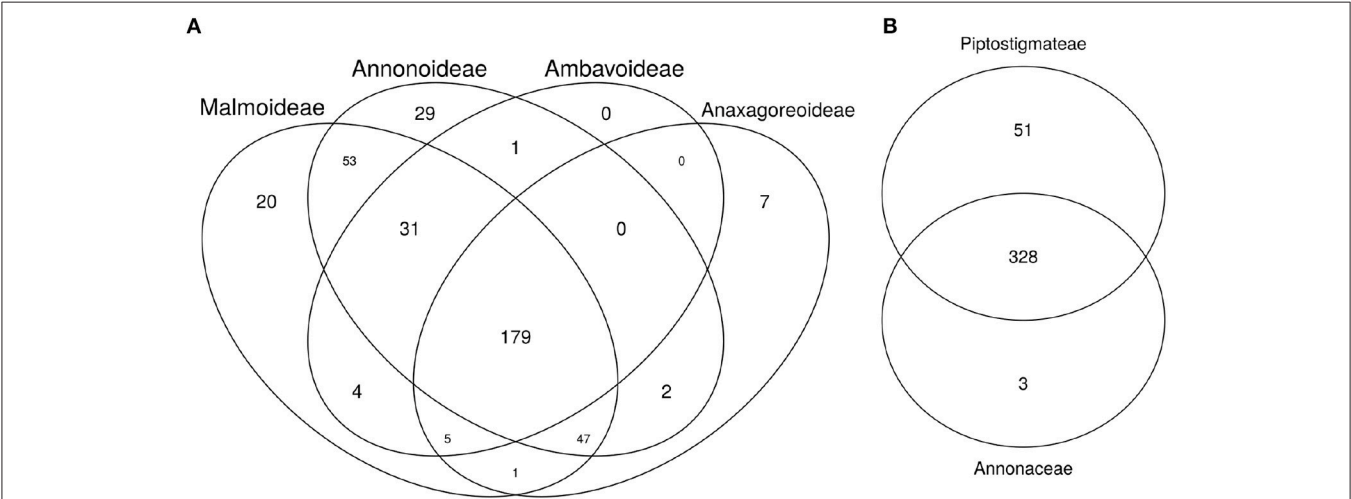 A
B
Piptostigmateae
Annonoideae
Ambavoideae
Malmoideae
Anaxagoreoideae
29
0
1
53
0
51
20
7
31
0
328
179
4
2
3
5
47
1
Annonaceae